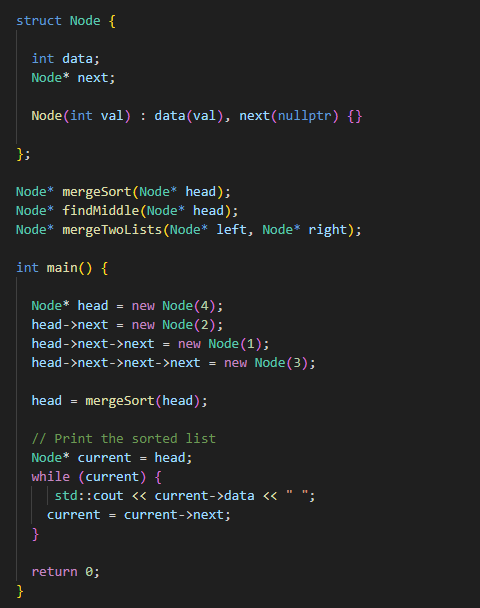 struct Node {
int data;
Node* next;
Node(int val) : data(val), next(nullptr) {}
};
Node* mergeSort(Node* head);
Node* findMiddle(Node* head);
Node* mergeTwoLists(Node* left, Node* right);
int main() {
Node* head = new Node(4);
head->next = new Node(2);
head->next->next = new Node(1);
head->next->next->next = new Node(3);
head = mergeSort(head);
// Print the sorted list
Node* current = head;
while (current) {
std::cout << current->data << " ";
current = current->next;
}
return 0;
}